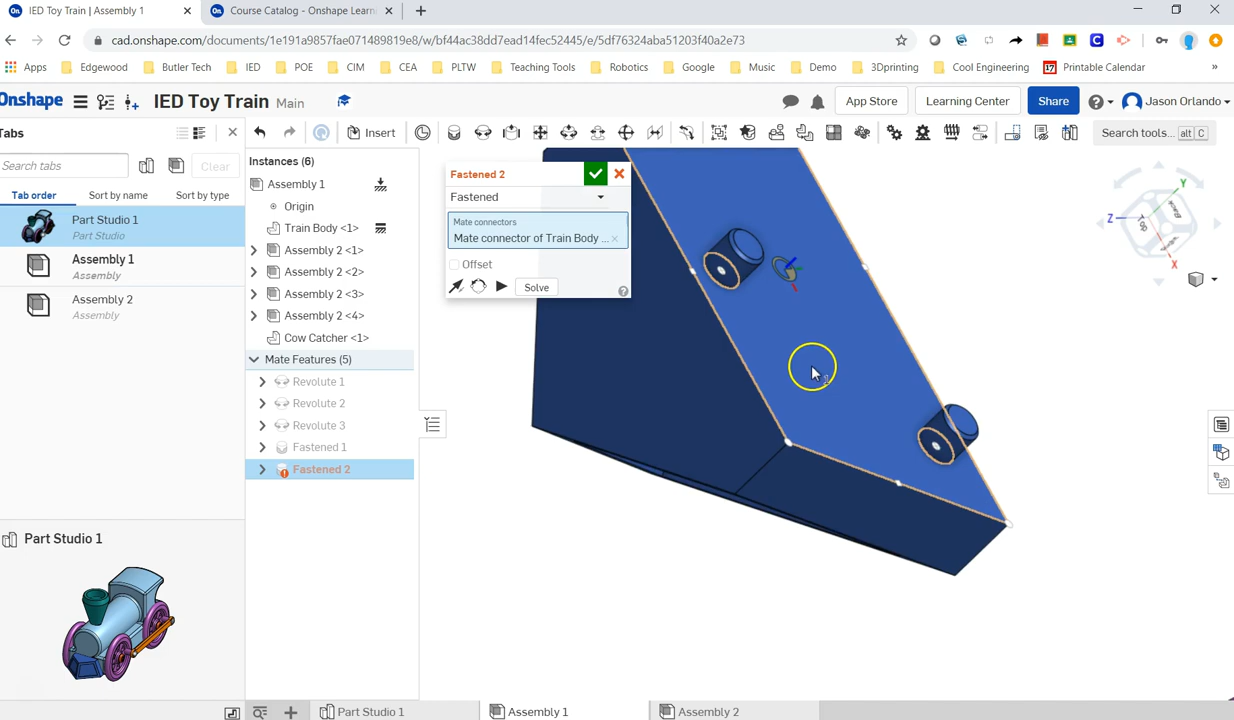 IED Toy Train | Assembly 1
Course Catalog - Onshape Learn
cad.onshape.com/documents/1e191a9857fae071489819e8/w/bf44ac38dd7ead14fec52445/e/5df76324aba51203f40a2e73
Apps Edgewood Butler Tech IED POE CIM CEA PLTW Teaching Tools Robotics Google Music Demo 3Dprinting Cool Engineering 17 Printable Calendar »
Onshape IED Toy Train Main App Store Learning Center Share Jason Orlando
Tabs
Insert
Search tools... alt C
Search tabs
Clear
Tab order Sort by name Sort by type
Part Studio 1
Part Studio
Assembly 1
Assembly
Assembly 2
Assembly
Instances (6)
Assembly 1
Origin
Train Body <1>
Assembly 2 <1>
Assembly 2 <2>
Assembly 2 <3>
Assembly 2 <4>
Cow Catcher <1>
Mate Features (5)
Revolute 1
Revolute 2
Revolute 3
Fastened 1
Fastened 2
Fastened 2
Fastened
Mate connectors
Mate connector of Train Body ...
Offset
Solve
Y
Z
X
Top
Part Studio 1
Part Studio 1 Assembly 1 Assembly 2